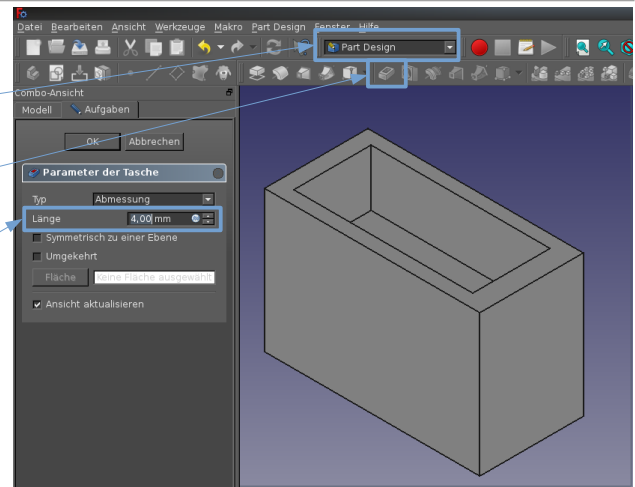 Datei Bearbeiten Ansicht Werkzeuge Makro Part Design Fenster Hilfe
Part Design
Combo-Ansicht
Modell Aufgaben
OK Abbrechen
Parameter der Tasche
Typ Abmessung
Länge 4,00 mm
Symmetrisch zu einer Ebene
Umgekehrt
Fläche Keine Fläche ausgewählt
Ansicht aktualisieren